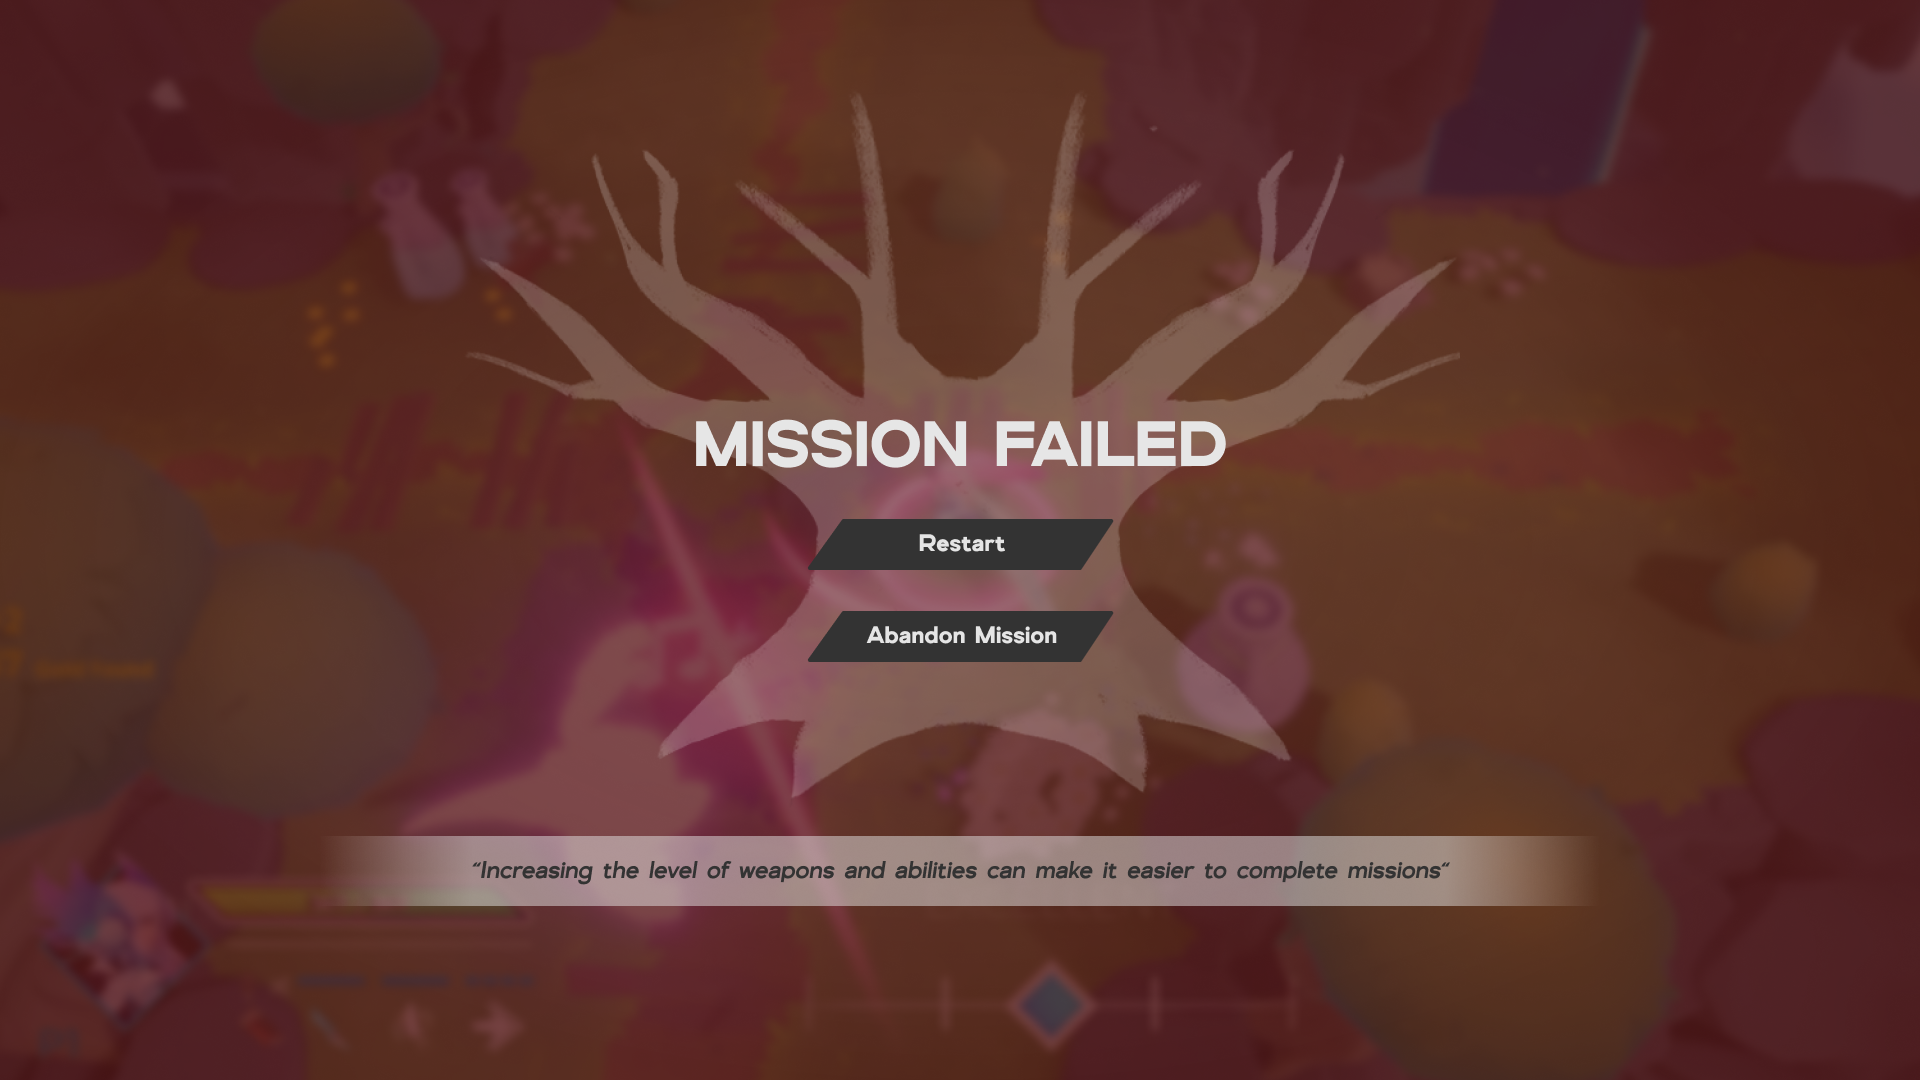 MISSION FAILED
Restart
Abandon Mission
“Increasing the level of weapons and abilities can make it easier to complete missions“